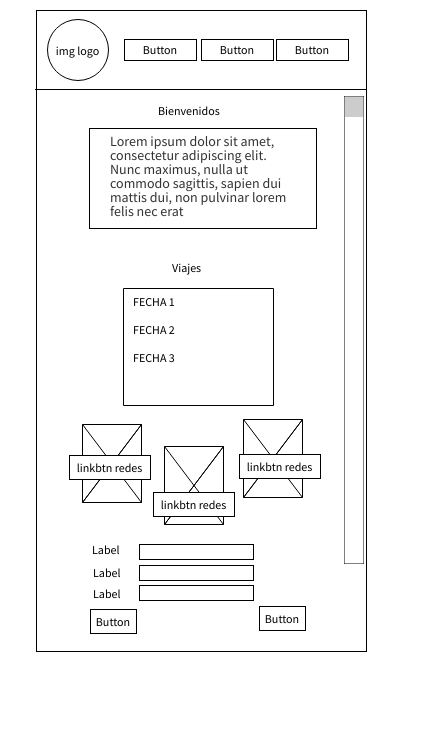 img logo
Button
Button
Button
Bienvenidos
Lorem ipsum dolor sit amet,
consectetur adipiscing elit.
Nunc maximus, nulla ut
commodo sagittis, sapien dui
mattis dui, non pulvinar lorem
felis nec erat
Viajes
FECHA 1
FECHA 2
FECHA 3
linkbtn redes
linkbtn redes
linkbtn redes
Label
Label
Label
Button
Button